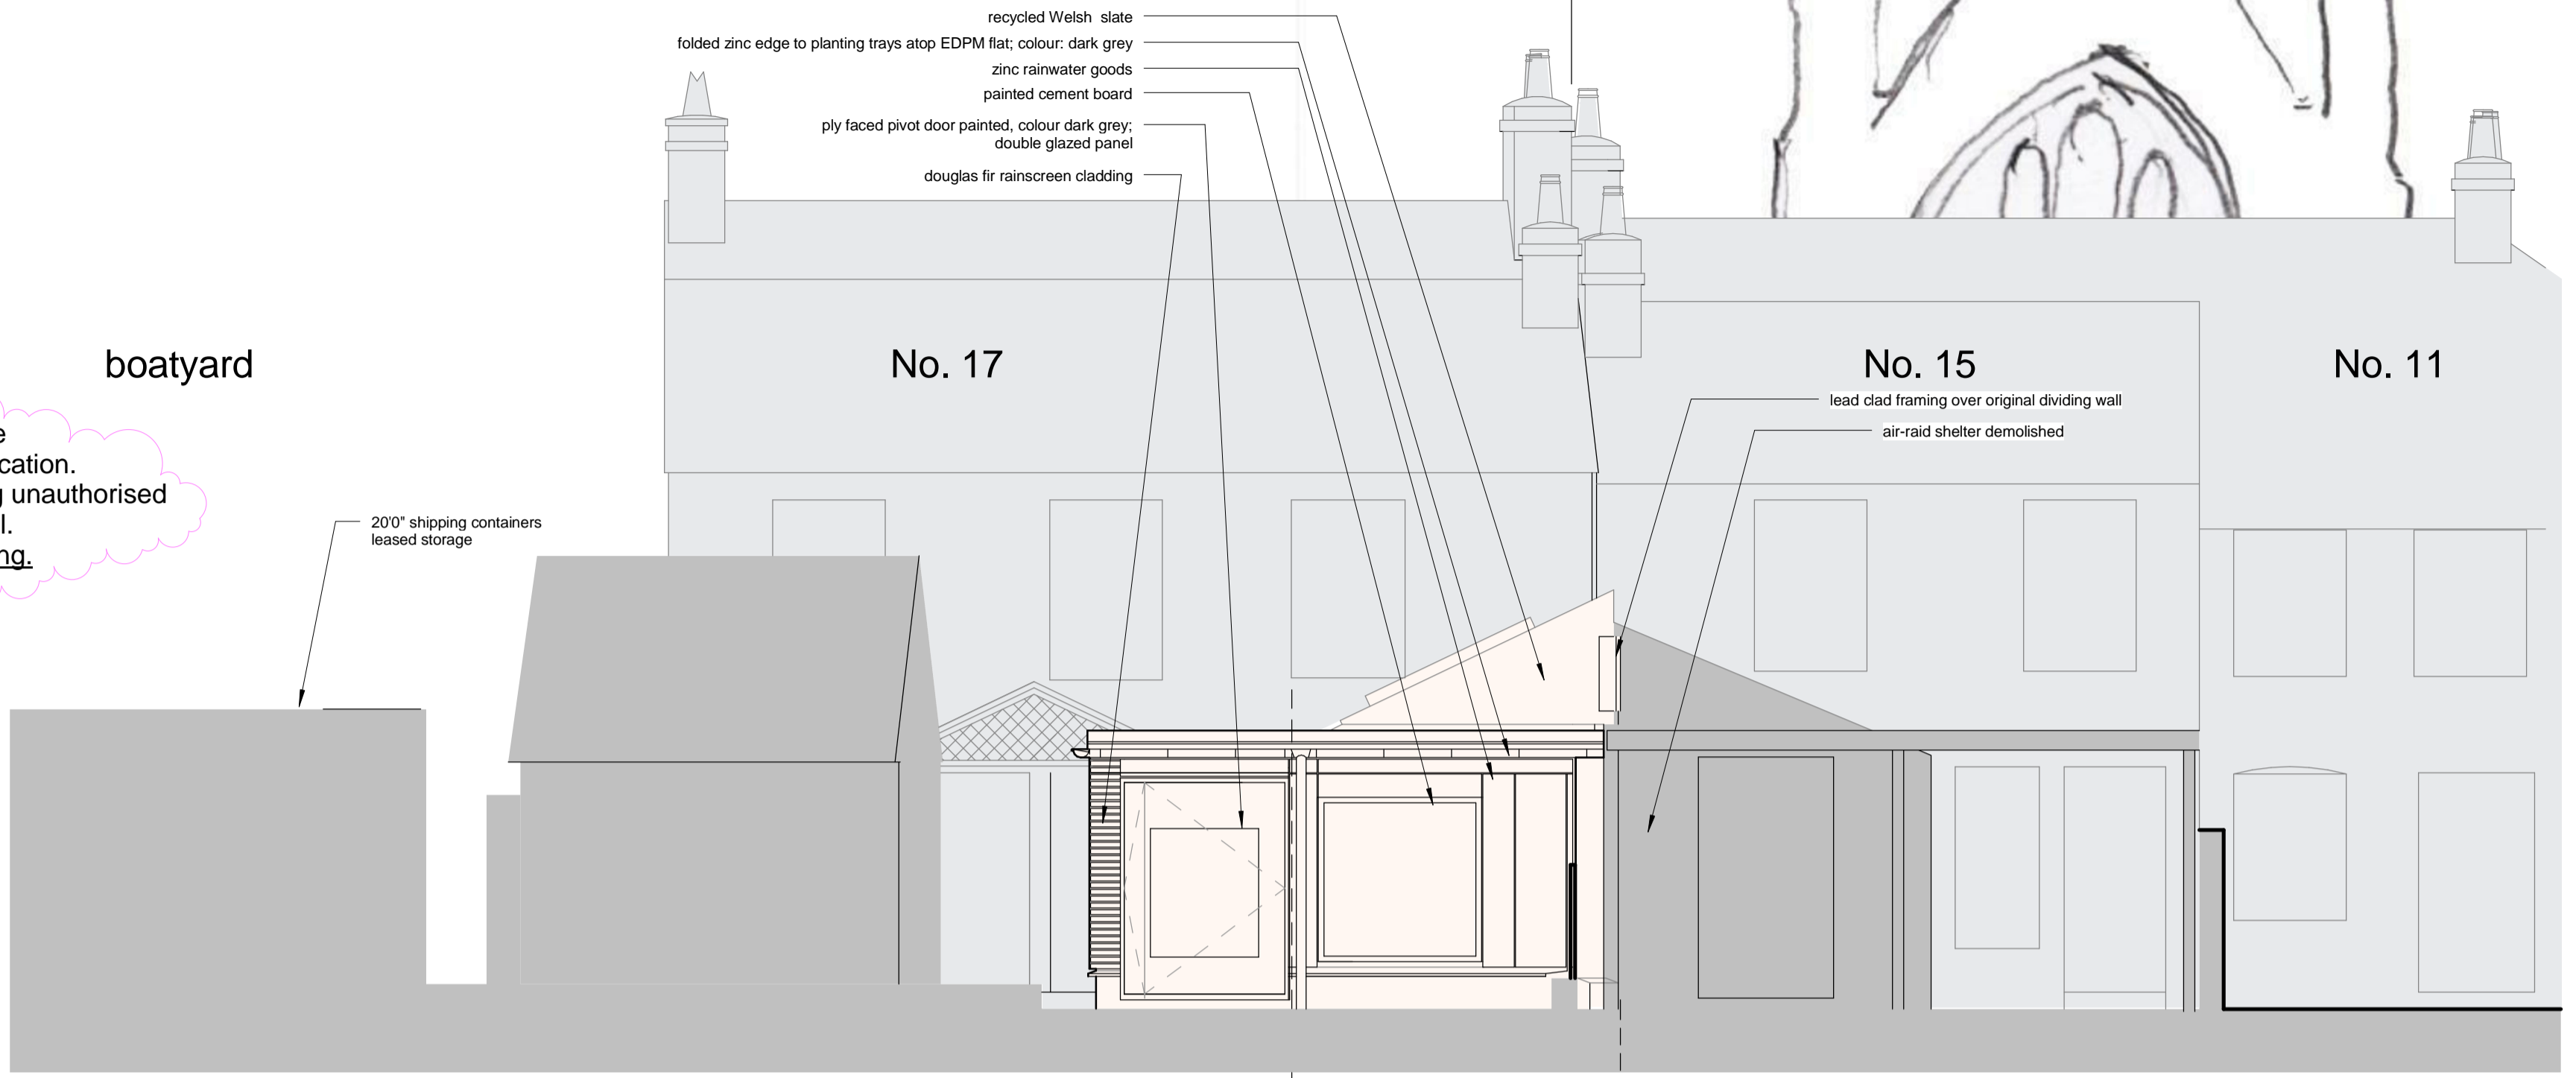 recycled Welsh slate
folded zinc edge to planting trays atop EDPM flat; colour: dark grey
zinc rainwater goods
painted cement board
ply faced pivot door painted, colour dark grey;
double glazed panel
douglas fir rainscreen cladding
boatyard
No. 17
No. 15
No. 11
lead clad framing over original dividing wall
air-raid shelter demolished
unauthorised
20'0" shipping containers
leased storage